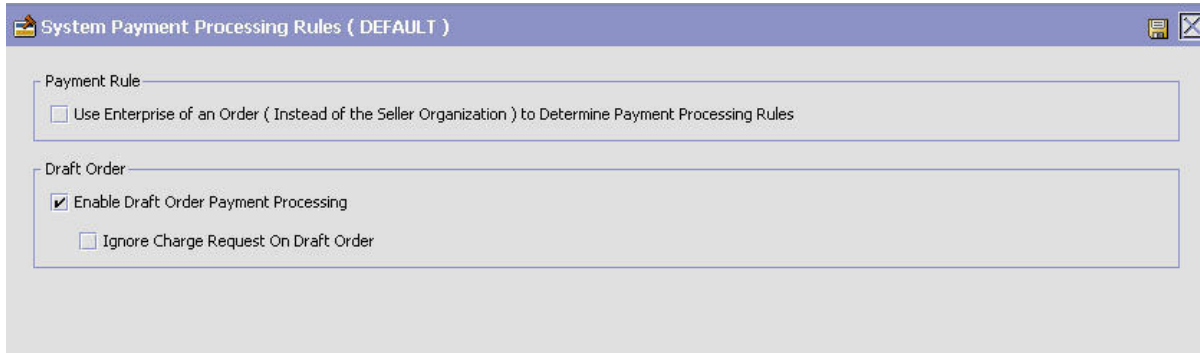 System Payment Processing Rules ( DEFAULT )
Payment Rule
Use Enterprise of an Order ( Instead of the Seller Organization ) to Determine Payment Processing Rules
Draft Order
Enable Draft Order Payment Processing
Ignore Charge Request On Draft Order